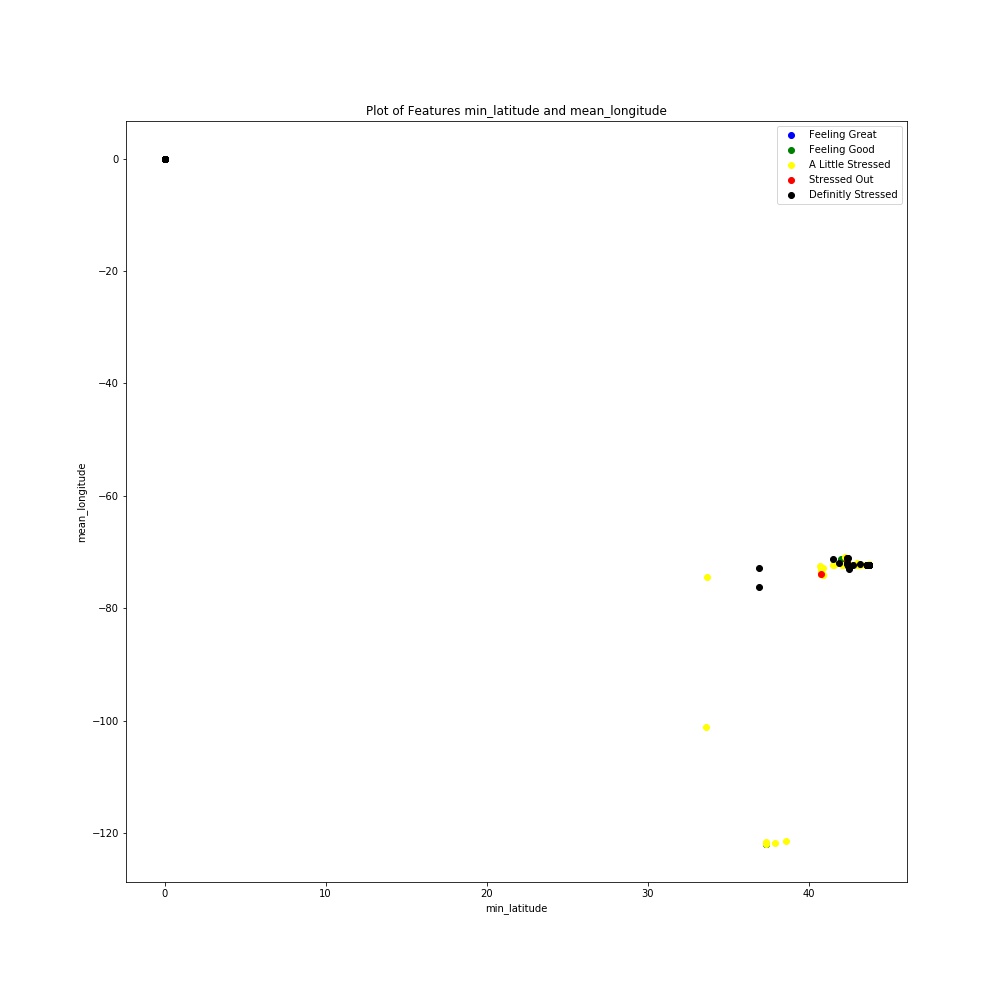 Plot of Features min_latitude and mean_longitude
Feeling Great
Feeling Good
A Little Stressed
Stressed Out
Definitly Stressed
mean_longitude
0
−20
−40
−60
−80
−100
−120
0 10 20 30 40
min_latitude